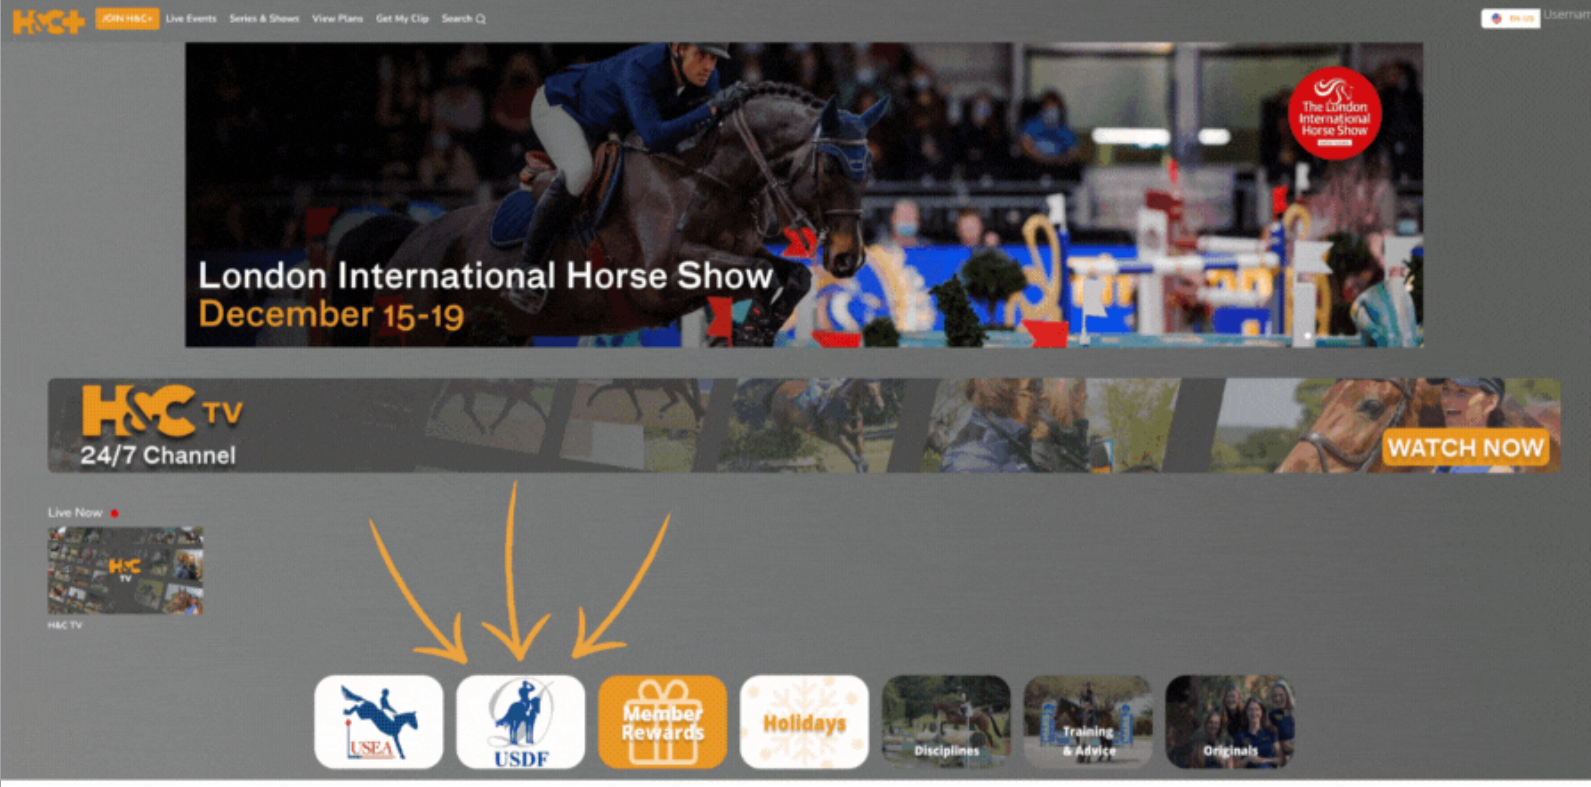 H&C+
JOIN H&C+
Live Events
Series & Shows
View Plans
Get My Clip
Search
EN-US
The London
International
Horse Show
London International Horse Show
December 15-19
H&C TV
24/7 Channel
WATCH NOW
Live Now
H&C
TV
H&C TV
USEA
USDF
Member
Rewards
Holidays
Disciplines
Training
& Advice
Originals